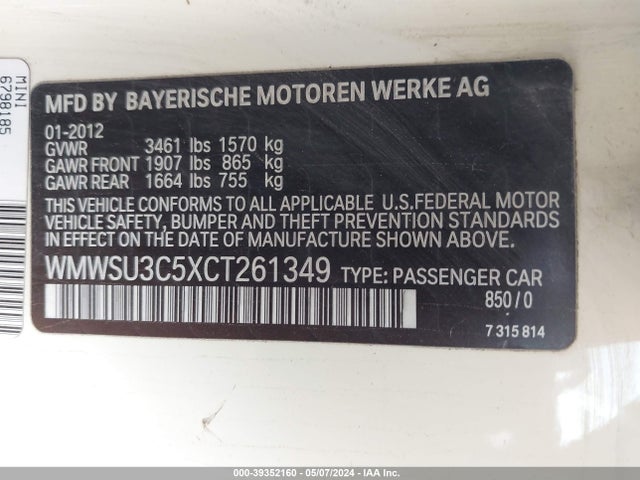 MFD BY BAYERISCHE MOTOREN WERKE AG
01-2012
GVWR 3461 lbs 1570 kg
GAWR FRONT 1907 lbs 865 kg
GAWR REAR 1664 lbs 755 kg
THIS VEHICLE CONFORMS TO ALL APPLICABLE U.S.FEDERAL MOTOR
VEHICLE SAFETY, BUMPER AND THEFT PREVENTION STANDARDS
IN EFFECT ON THE DATE OF MANUFACTURE SHOWN ABOVE.
WMWSU3C5XCT261349 TYPE: PASSENGER CAR
850/0
7 315 814
MINI
6798185
000-39352160 - 05/07/2024 - IAA Inc.